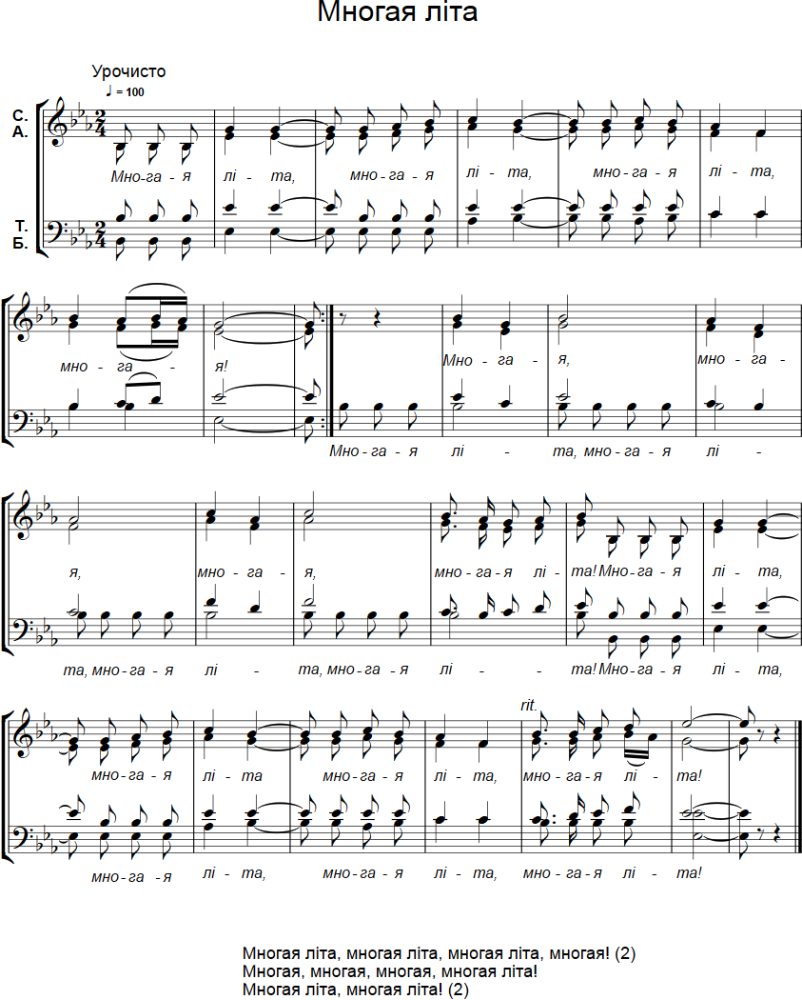 Многая літа
Урочисто
♩ = 100
С.
А.
Мно-га-я лі - та, мно-га-я лі - та, мно-га-я лі - та,
Т.
Б.
мно - га - я! Мно - га - я, мно - га -
Мно-га-я лі - та, мно-га-я лі -
я, мно - га - я, мно-га-я лі- та! Мно-га-я лі - та,
та, мно-га-я лі - та, мно-га-я лі - - та! Мно-га-я лі - та,
rit.
мно-га-я лі - та мно-га-я лі - та, мно-га-я лі- та!
мно-га-я лі - та, мно-га-я лі - та, мно-га-я лі- та!
Многая літа, многая літа, многая літа, многая! (2)
Многая, многая, многая, многая літа!
Многая літа, многая літа! (2)